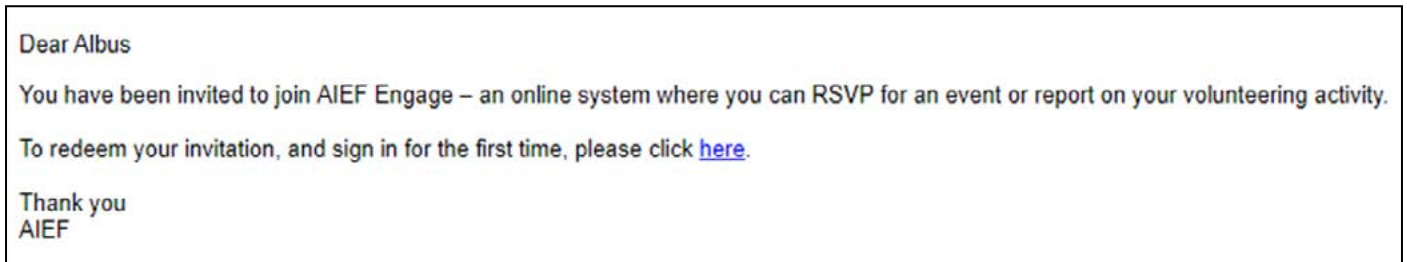 Dear Albus
You have been invited to join AIEF Engage – an online system where you can RSVP for an event or report on your volunteering activity.
To redeem your invitation, and sign in for the first time, please click here.
Thank you
AIEF